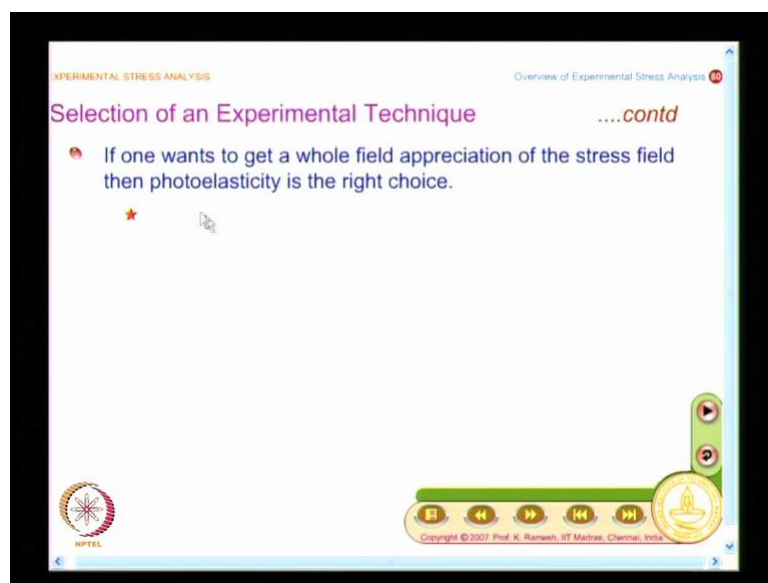 EXPERIMENTAL STRESS ANALYSIS
Overview of Experimental Stress Analysis 80
Selection of an Experimental Technique ....contd
If one wants to get a whole field appreciation of the stress field
then photoelasticity is the right choice.
NPTEL
Copyright © 2007 Prof. K. Ramesh, IIT Madras, Chennai, India